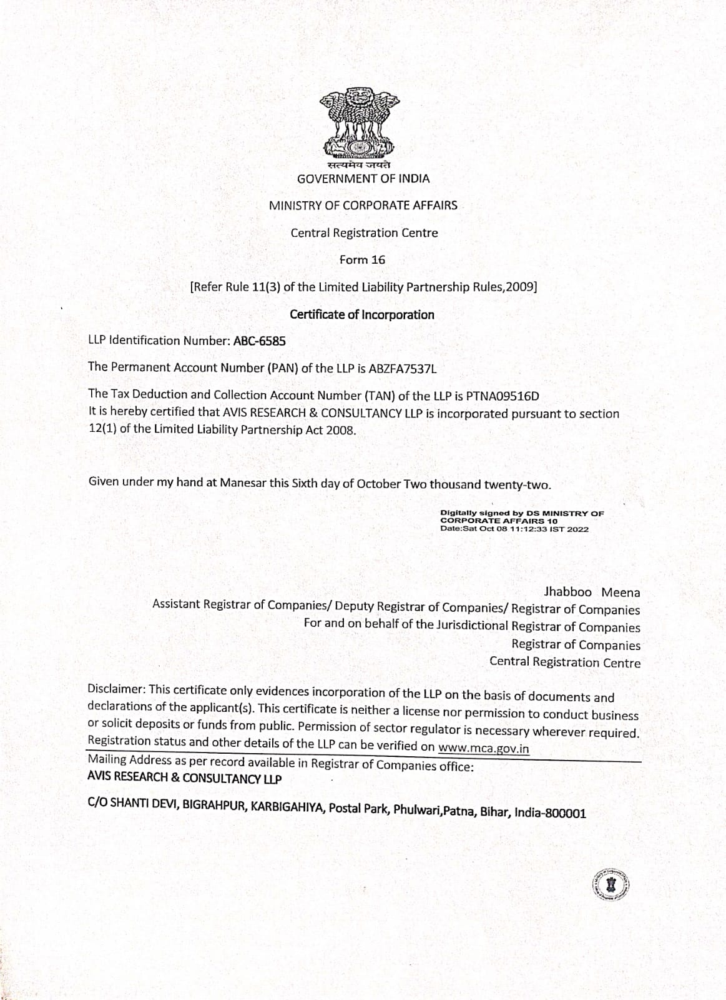 सत्यमेव जयते
GOVERNMENT OF INDIA
MINISTRY OF CORPORATE AFFAIRS
Central Registration Centre
Form 16
[Refer Rule 11(3) of the Limited Liability Partnership Rules,2009]
Certificate of Incorporation
LLP Identification Number: ABC-6585
The Permanent Account Number (PAN) of the LLP is ABZFA7537L
The Tax Deduction and Collection Account Number (TAN) of the LLP is PTNA09516D
It is hereby certified that AVIS RESEARCH & CONSULTANCY LLP is incorporated pursuant to section
12(1) of the Limited Liability Partnership Act 2008.
Given under my hand at Manesar this Sixth day of October Two thousand twenty-two.
Digitally signed by DS MINISTRY OF
CORPORATE AFFAIRS 10
Date:Sat Oct 08 11:12:33 IST 2022
Jhabboo Meena
Assistant Registrar of Companies/ Deputy Registrar of Companies/ Registrar of Companies
For and on behalf of the Jurisdictional Registrar of Companies
Registrar of Companies
Central Registration Centre
Disclaimer: This certificate only evidences incorporation of the LLP on the basis of documents and
declarations of the applicant(s). This certificate is neither a license nor permission to conduct business
or solicit deposits or funds from public. Permission of sector regulator is necessary wherever required.
Registration status and other details of the LLP can be verified on www.mca.gov.in
Mailing Address as per record available in Registrar of Companies office:
AVIS RESEARCH & CONSULTANCY LLP
C/O SHANTI DEVI, BIGRAHPUR, KARBIGAHIYA, Postal Park, Phulwari,Patna, Bihar, India-800001